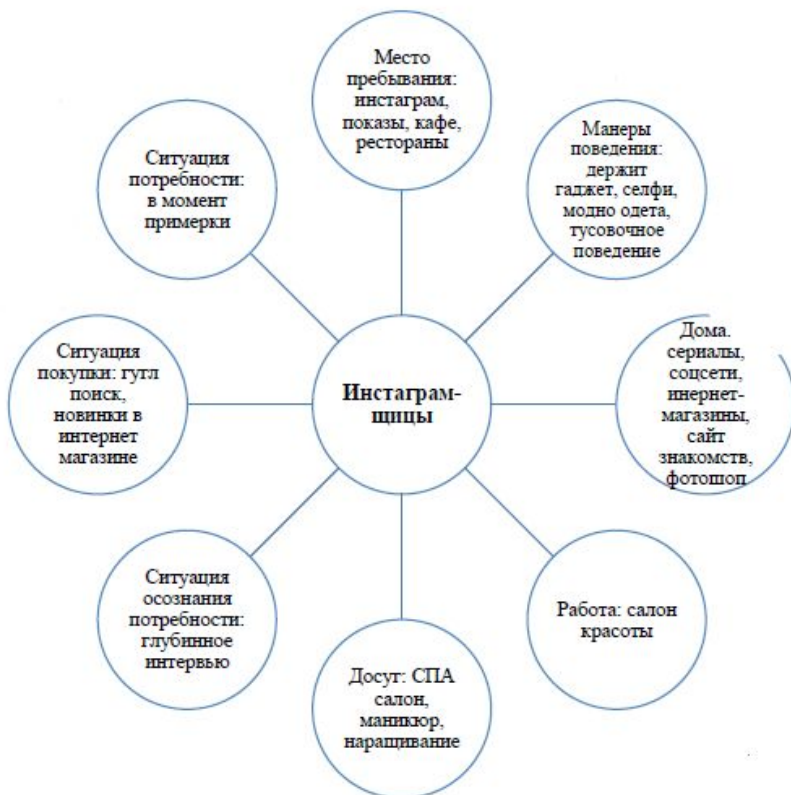 Место
пребывания:
инстаграм,
показы, кафе,
рестораны
Манеры
поведения:
держит
гаджет, селфи,
модно одета,
тусовочное
поведение
Дома.
сериалы,
соцсети,
инернет-
магазины,
сайт
знакомств,
фотошоп
Работа: салон
красоты
Досуг: СПА
салон,
маникюр,
наращивание
Ситуация
осознания
потребности:
глубинное
интервью
Ситуация
покупки: гугл
поиск,
новинки в
интернет
магазине
Ситуация
потребности:
в момент
примерки
Инстаграм-
щицы